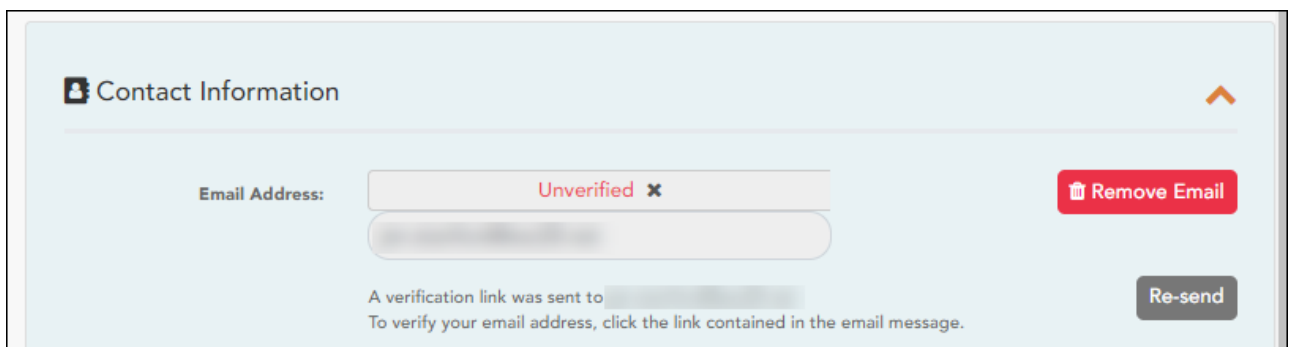 Contact Information
Email Address:
Unverified ✖
Remove Email
A verification link was sent to
Re-send
To verify your email address, click the link contained in the email message.